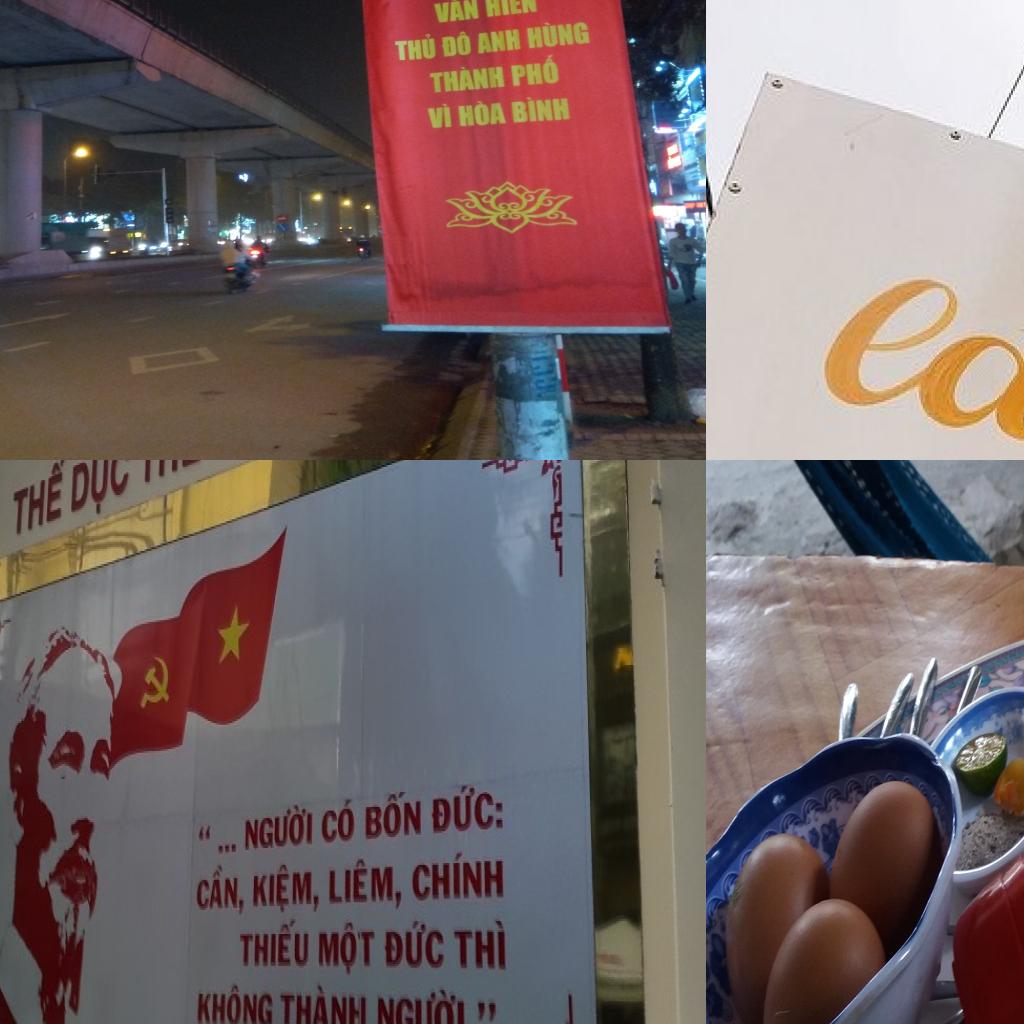 VĂN HIẾN
THỦ ĐÔ ANH HÙNG
THÀNH PHỐ
VÌ HÒA BÌNH
ea
THỂ DỤC THỂ
“ ... NGƯỜI CÓ BỐN ĐỨC:
CẦN, KIỆM, LIÊM, CHÍNH
THIẾU MỘT ĐỨC THÌ
KHÔNG THÀNH NGƯỜI.”